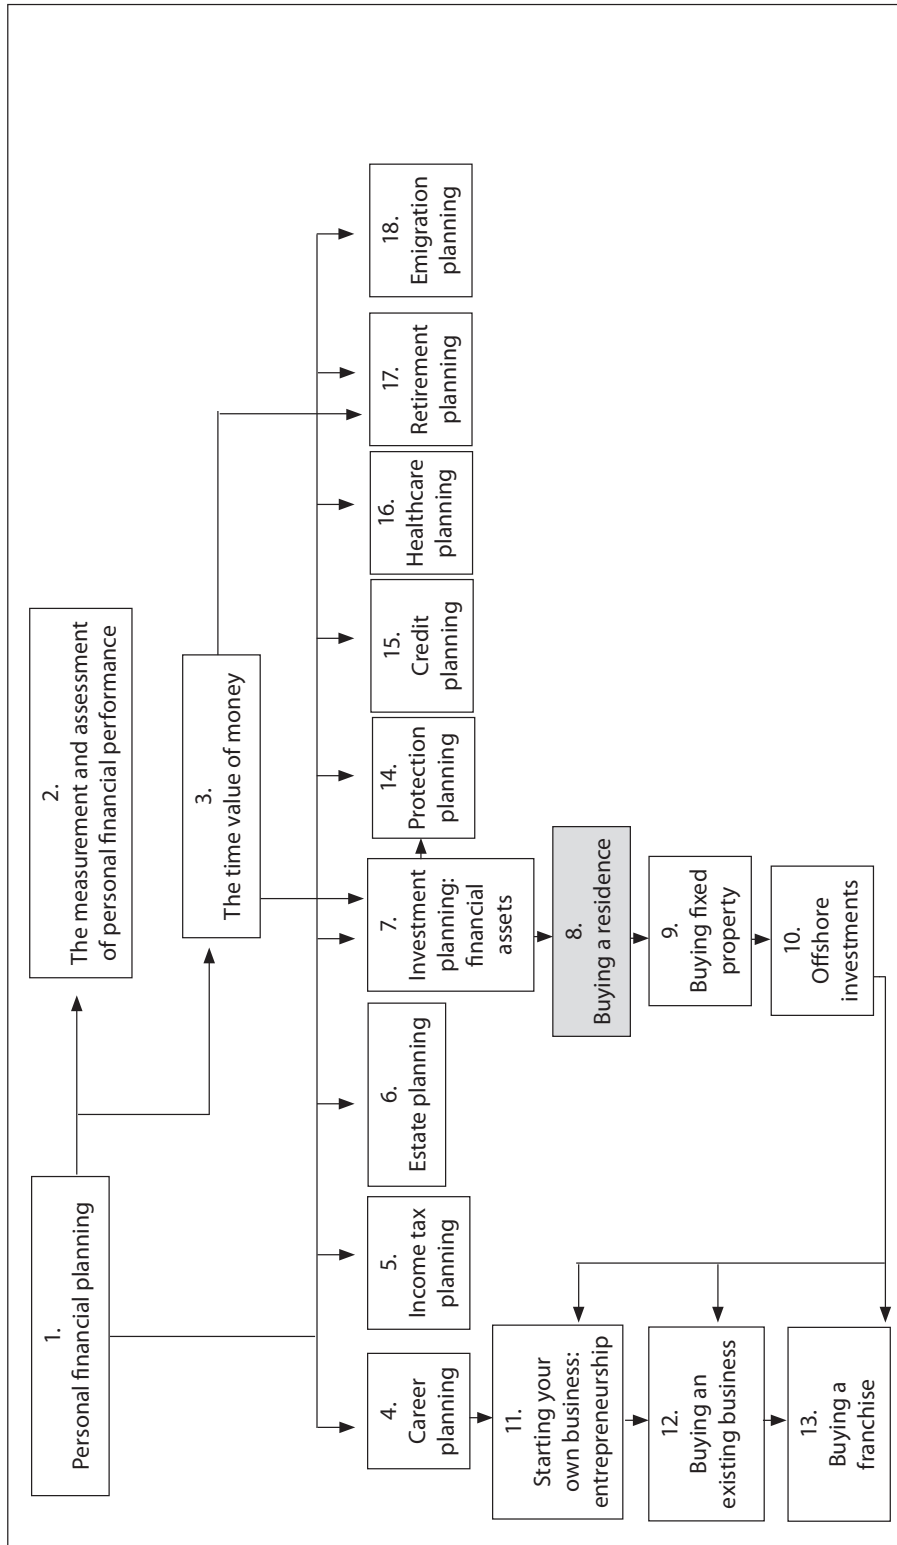 1.
Personal financial planning
2.
The measurement and assessment
of personal financial performance
3.
The time value of money
4.
Career
planning
5.
Income tax
planning
6.
Estate planning
7.
Investment
planning:
financial
assets
8.
Buying a residence
9.
Buying fixed
property
10.
Offshore
investments
11.
Starting your
own business:
entrepreneurship
12.
Buying an
existing business
13.
Buying a
franchise
14.
Protection
planning
15.
Credit
planning
16.
Healthcare
planning
17.
Retirement
planning
18.
Emigration
planning